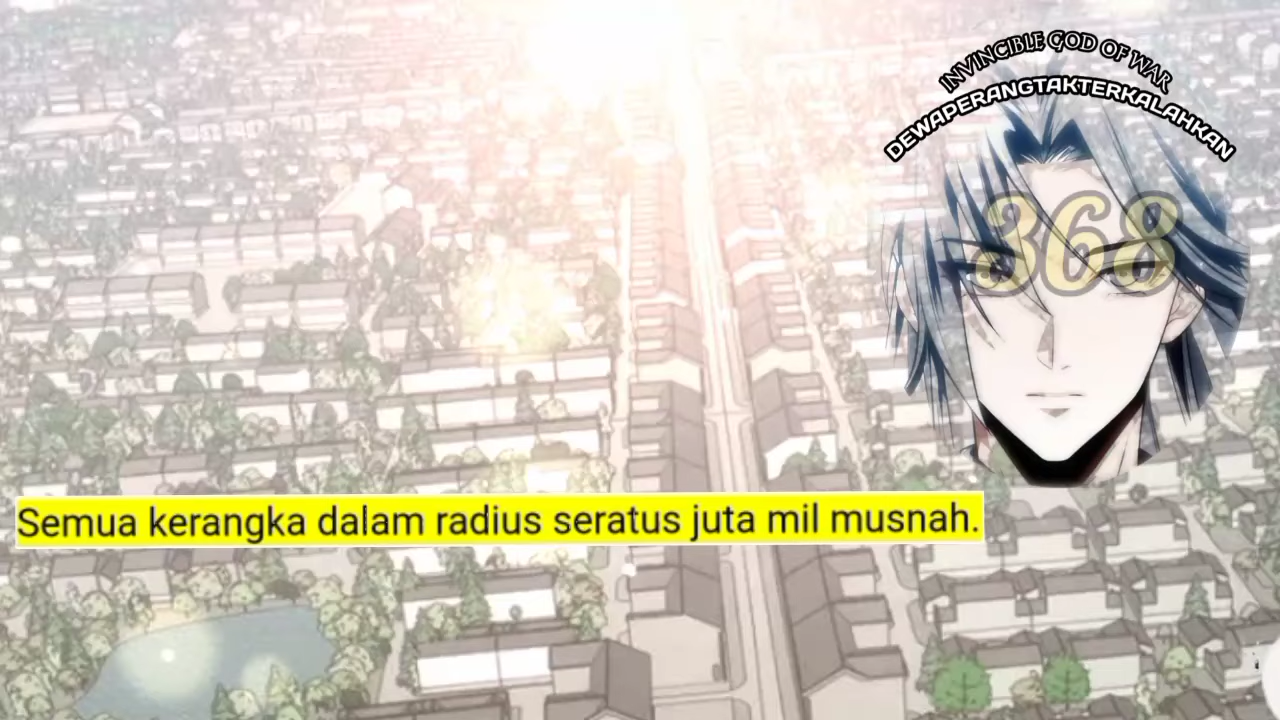 INVINCIBLE GOD OF WAR
DEWAPERANGTAKTERKALAHKAN
368
Semua kerangka dalam radius seratus juta mil musnah.